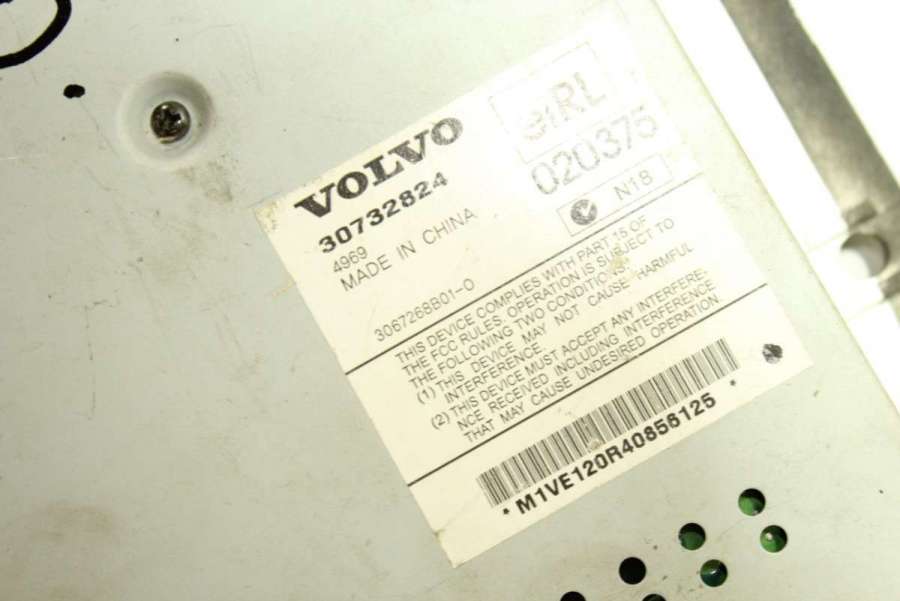 VOLVO
30732824
4969
MADE IN CHINA
3067268B01-0
e1RL
020375
N18
THIS DEVICE COMPLIES WITH PART 15 OF
THE FCC RULES, OPERATION IS SUBJECT TO
THE FOLLOWING TWO CONDITIONS:
(1) THIS DEVICE MAY NOT CAUSE HARMFUL
INTERFERENCE.
(2) THIS DEVICE MUST ACCEPT ANY INTERFERE-
NCE RECEIVED INCLUDING INTERFERENCE
THAT MAY CAUSE UNDESIRED OPERATION.
* M1VE120R40856125 *